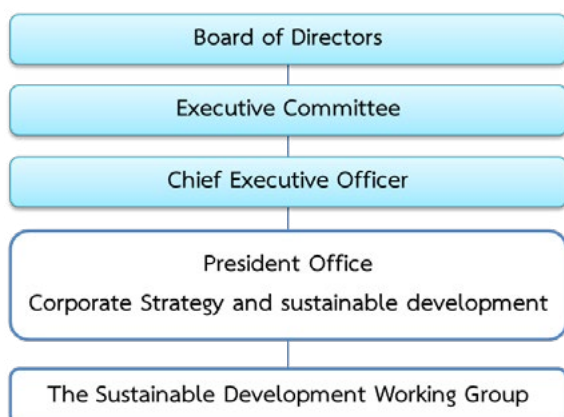 Board of Directors
Executive Committee
Chief Executive Officer
President Office
Corporate Strategy and sustainable development
The Sustainable Development Working Group